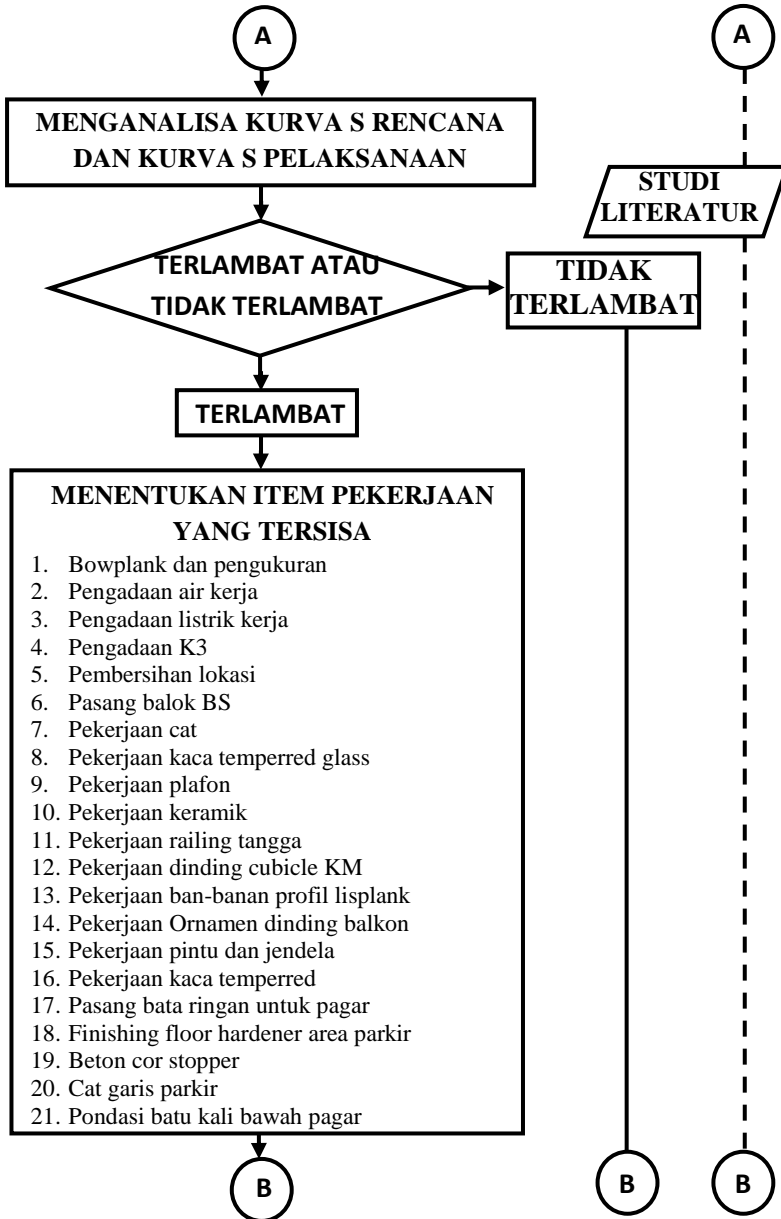 A
A
MENGANALISA KURVA S RENCANA
DAN KURVA S PELAKSANAAN
STUDI
LITERATUR
TERLAMBAT ATAU
TIDAK TERLAMBAT
TIDAK
TERLAMBAT
TERLAMBAT
MENENTUKAN ITEM PEKERJAAN
YANG TERSISA
1. Bowplank dan pengukuran
2. Pengadaan air kerja
3. Pengadaan listrik kerja
4. Pengadaan K3
5. Pembersihan lokasi
6. Pasang balok BS
7. Pekerjaan cat
8. Pekerjaan kaca temperred glass
9. Pekerjaan plafon
10. Pekerjaan keramik
11. Pekerjaan railing tangga
12. Pekerjaan dinding cubicle KM
13. Pekerjaan ban-banan profil lisplank
14. Pekerjaan Ornamen dinding balkon
15. Pekerjaan pintu dan jendela
16. Pekerjaan kaca temperred
17. Pasang bata ringan untuk pagar
18. Finishing floor hardener area parkir
19. Beton cor stopper
20. Cat garis parkir
21. Pondasi batu kali bawah pagar
B
B
B